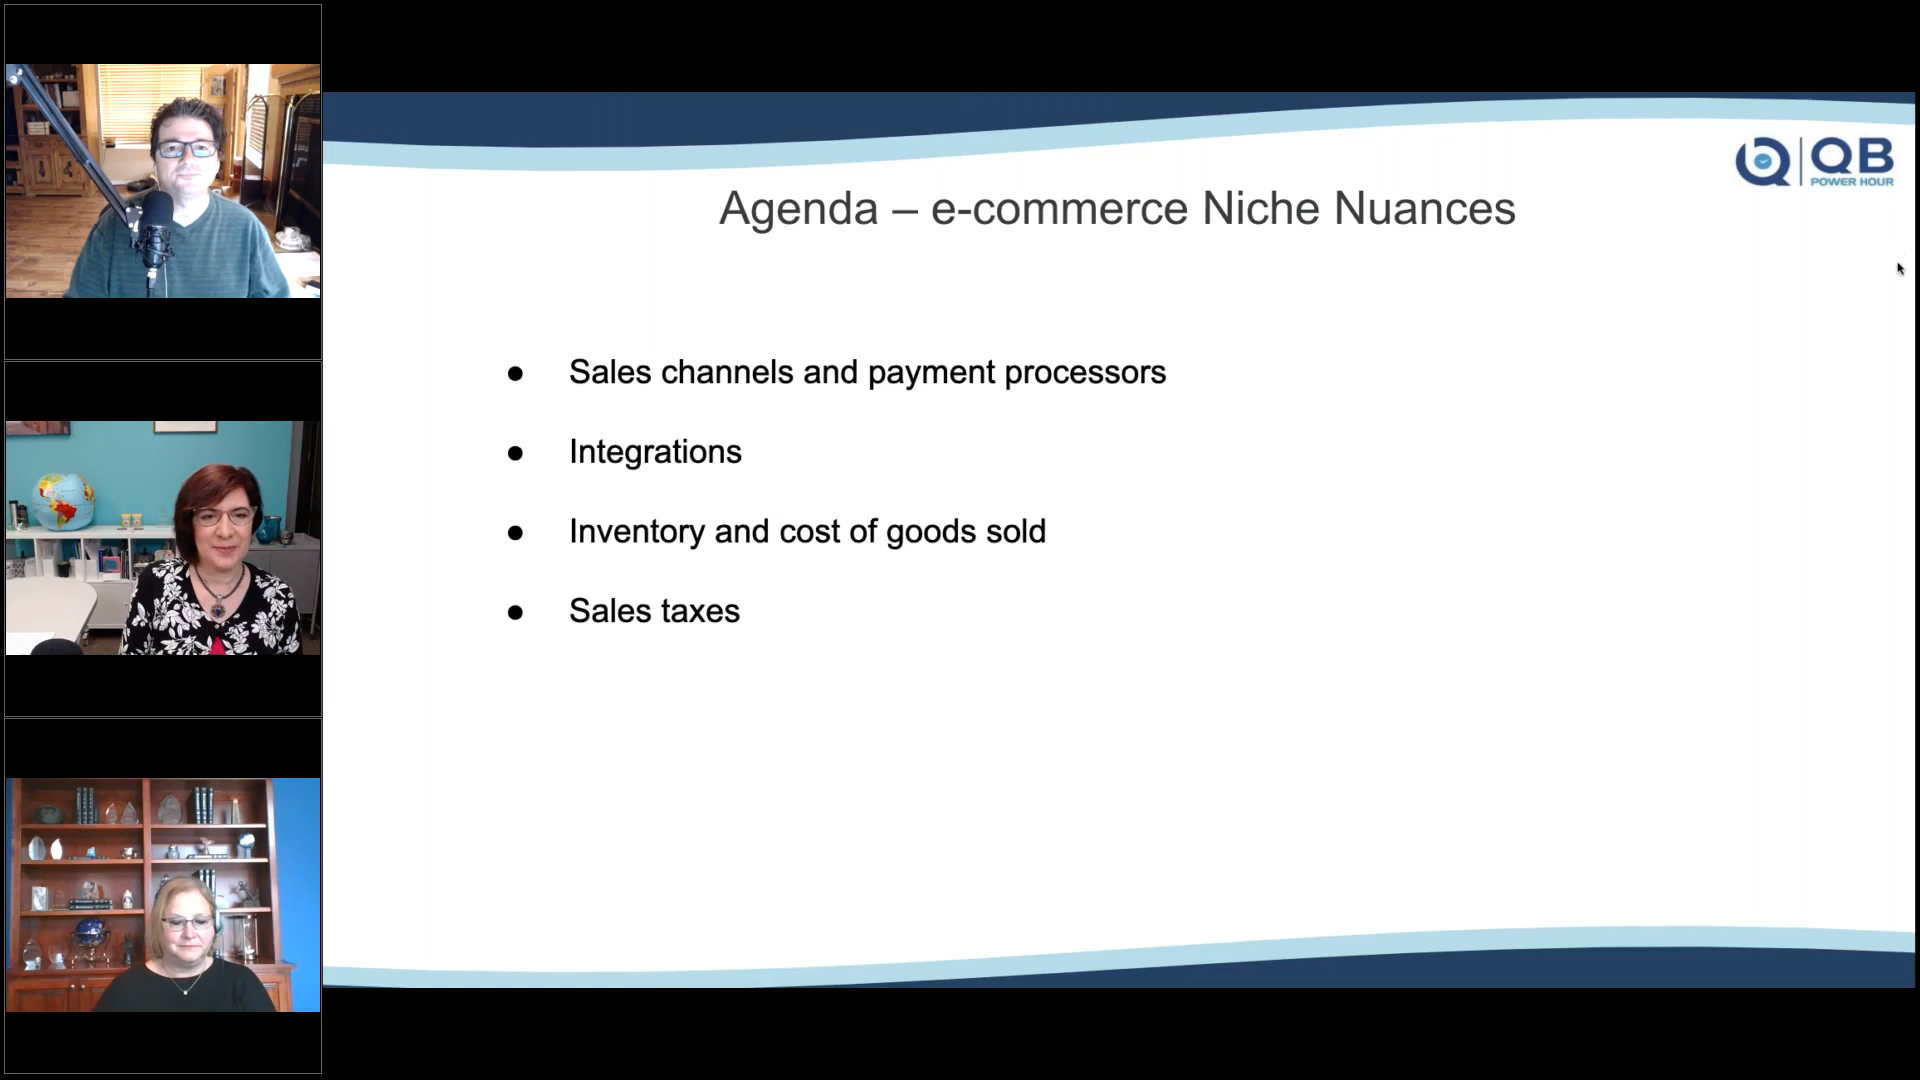 QB
POWER HOUR
Agenda – e-commerce Niche Nuances
● Sales channels and payment processors
● Integrations
● Inventory and cost of goods sold
● Sales taxes